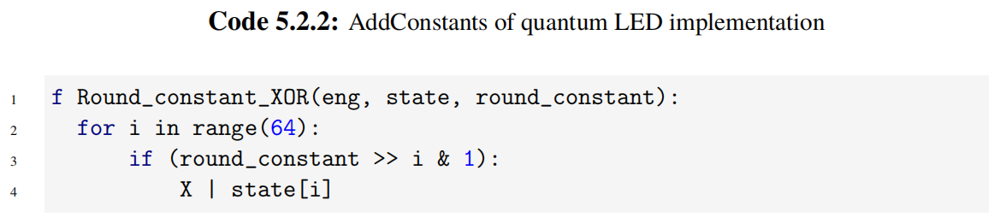 Code 5.2.2: AddConstants of quantum LED implementation
1 f Round_constant_XOR(eng, state, round_constant):
2 for i in range(64):
3 if (round_constant >> i & 1):
4 X | state[i]